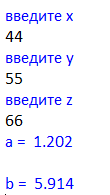 введите x
44
введите y
55
введите z
66
a =  1.202
b =  5.914